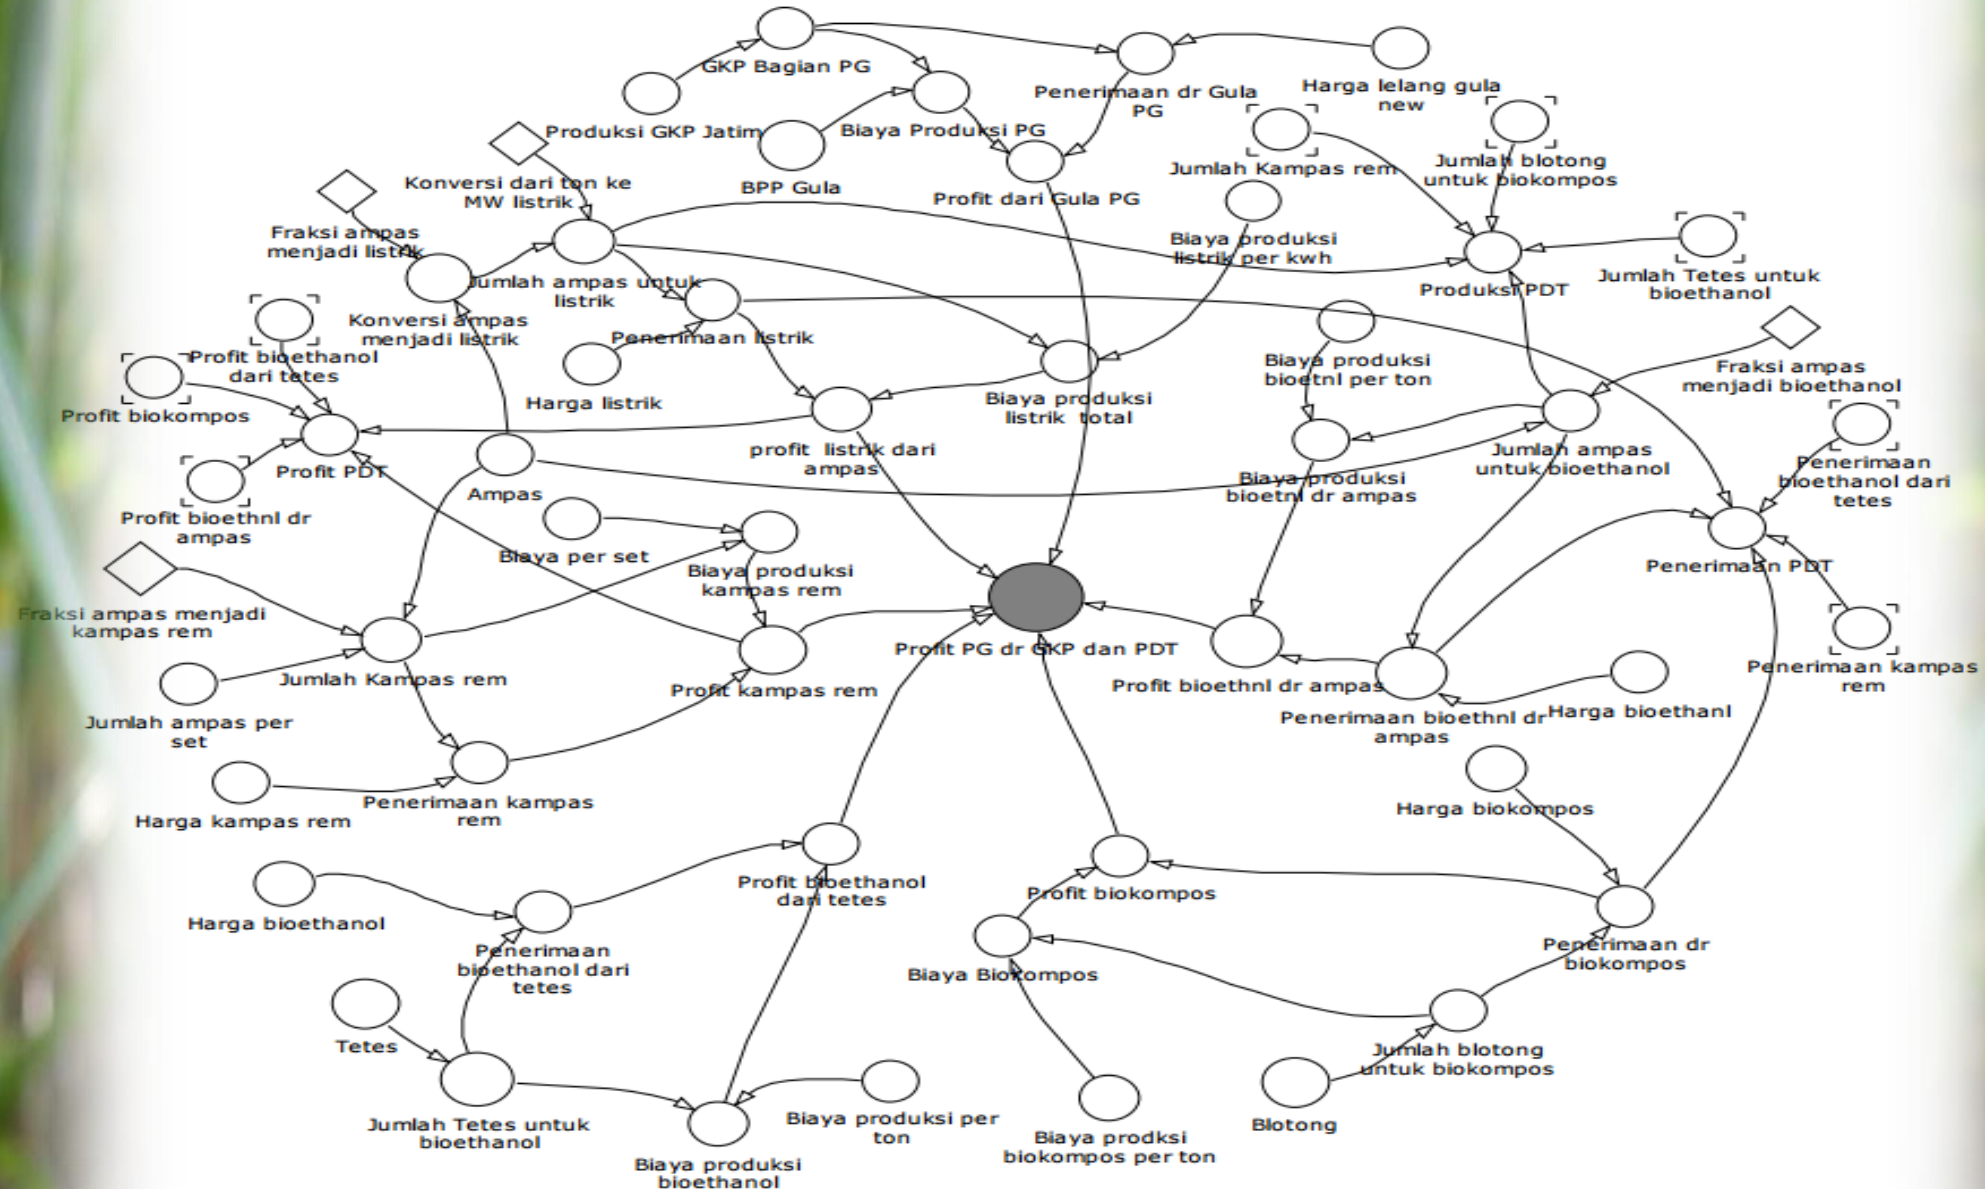 GKP Bagian PG
Produksi GKP Jatim
Biaya Produksi PG
BPP Gula
Penerimaan dr Gula
PG
Harga lelang gula
new
Profit dari Gula PG
Jumlah Kampas rem
Jumlah blotong
untuk biokompos
Konversi dari ton ke
MW listrik
Fraksi ampas
menjadi listrik
Jumlah ampas untuk
listrik
Biaya produksi
listrik per kwh
Produksi PDT
Jumlah Tetes untuk
bioethanol
Konversi ampas
menjadi listrik
Penerimaan listrik
Harga listrik
Profit bioethanol
dari tetes
Profit biokompos
Profit PDT
Profit bioethnl dr
ampas
Ampas
profit listrik dari
ampas
Biaya produksi
listrik total
Biaya produksi
bioetnl per ton
Fraksi ampas
menjadi bioethanol
Jumlah ampas
untuk bioethanol
Biaya produksi
bioetnl dr ampas
Penerimaan
bioethanol dari
tetes
Penerimaan PDT
Penerimaan kampas
rem
Biaya per set
Biaya produksi
kampas rem
Fraksi ampas menjadi
kampas rem
Jumlah Kampas rem
Jumlah ampas per
set
Profit kampas rem
Profit PG dr GKP dan PDT
Profit bioethnl dr ampas
Penerimaan bioethnl dr
ampas
Harga bioethanl
Harga kampas rem
Penerimaan kampas
rem
Harga biokompos
Profit bioethanol
dari tetes
Profit biokompos
Harga bioethanol
Penerimaan
bioethanol dari
tetes
Biaya Biokompos
Penerimaan dr
biokompos
Tetes
Jumlah blotong
untuk biokompos
Jumlah Tetes untuk
bioethanol
Biaya produksi per
ton
Biaya produksi
bioethanol
Biaya prodksi
biokompos per ton
Blotong